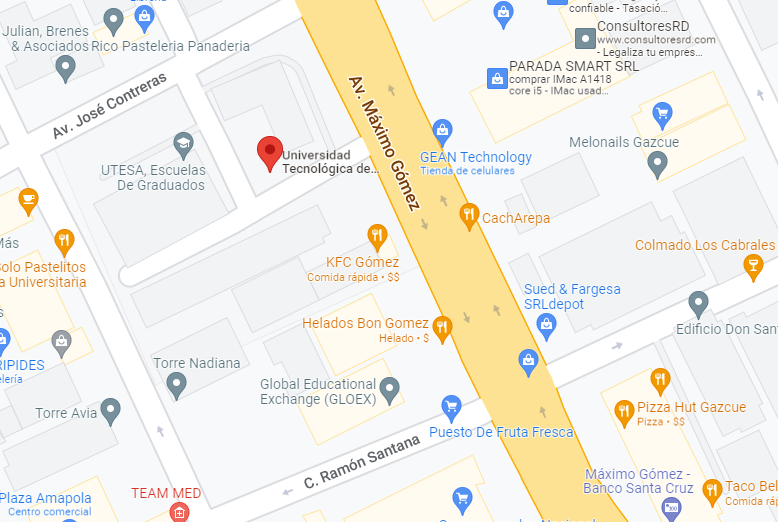 confiable - Tasació...
Julian, Brenes
& Asociados
Rico Pasteleria Panaderia
ConsultoresRD
www.consultoresrd.com
- Legaliza tu empres...
PARADA SMART SRL
comprar IMac A1418
core i5 - IMac usad...
Av. José Contreras
Av. Máximo Gómez
UTESA, Escuelas
De Graduados
Universidad
Tecnológica de...
GEAN Technology
Tienda de celulares
Melonails Gazcue
CachArepa
Más
Solo Pastelitos
a Universitaria
KFC Gómez
Comida rápida • $$
Colmado Los Cabrales
Sued & Fargesa
SRLdepot
Edificio Don Sant
Helados Bon Gomez
Helado • $
RIPIDES
elería
Torre Nadiana
Global Educational
Exchange (GLOEX)
Torre Avia
Pizza Hut Gazcue
Pizza • $$
Puesto De Fruta Fresca
C. Ramón Santana
Máximo Gómez -
Banco Santa Cruz
Taco Bel
Comida ráp
TEAM MED
Plaza Amapola
Centro comercial